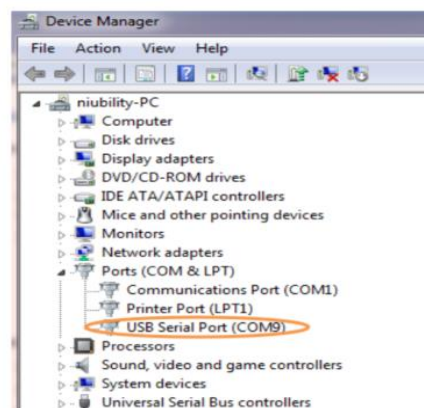 Device Manager
File Action View Help
niubility-PC
Computer
Disk drives
Display adapters
DVD/CD-ROM drives
IDE ATA/ATAPI controllers
Mice and other pointing devices
Monitors
Network adapters
Ports (COM & LPT)
Communications Port (COM1)
Printer Port (LPT1)
USB Serial Port (COM9)
Processors
Sound, video and game controllers
System devices
Universal Serial Bus controllers